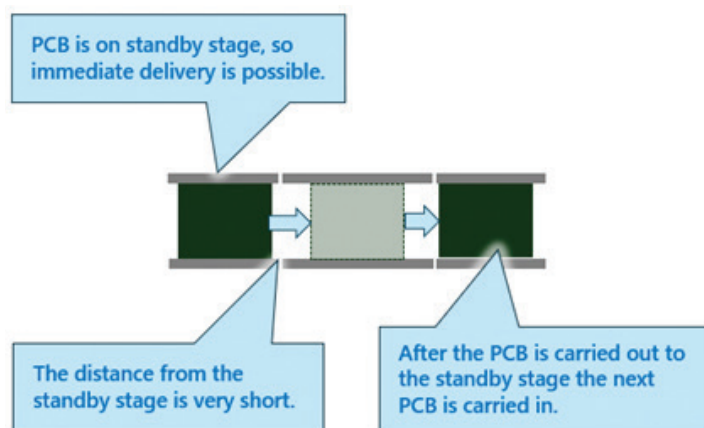 PCB is on standby stage, so
immediate delivery is possible.
The distance from the
standby stage is very short.
After the PCB is carried out to
the standby stage the next
PCB is carried in.